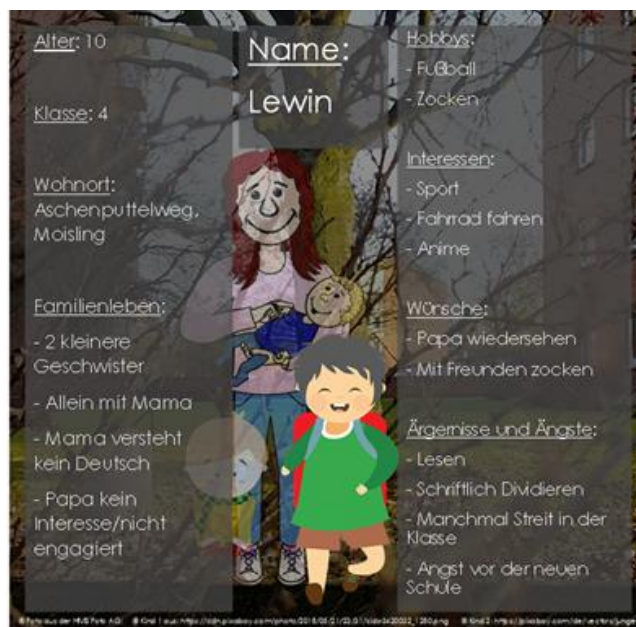 Alter: 10
Klasse: 4
Wohnort:
Aschenputtelweg,
Moisling
Familienleben:
- 2 kleinere
Geschwister
- Allein mit Mama
- Mama versteht
kein Deutsch
- Papa kein
Interesse/nicht
engagiert
Name:
Lewin
Hobbys:
- Fußball
- Zocken
Interessen:
- Sport
- Fahrrad fahren
- Anime
Wünsche:
- Papa wiedersehen
- Mit Freunden zocken
Ärgernisse und Ängste:
- Lesen
- Schriftlich Dividieren
- Manchmal Streit in der
Klasse
- Angst vor der neuen
Schule